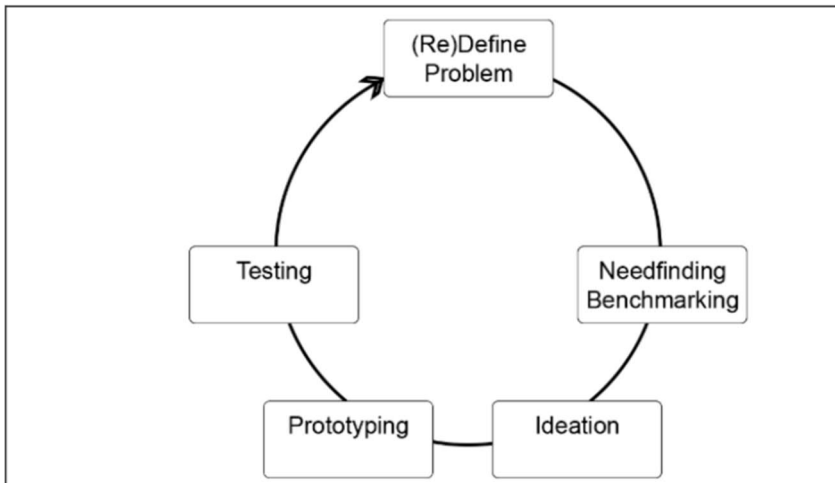 (Re)Define
Problem
Needfinding
Benchmarking
Ideation
Prototyping
Testing